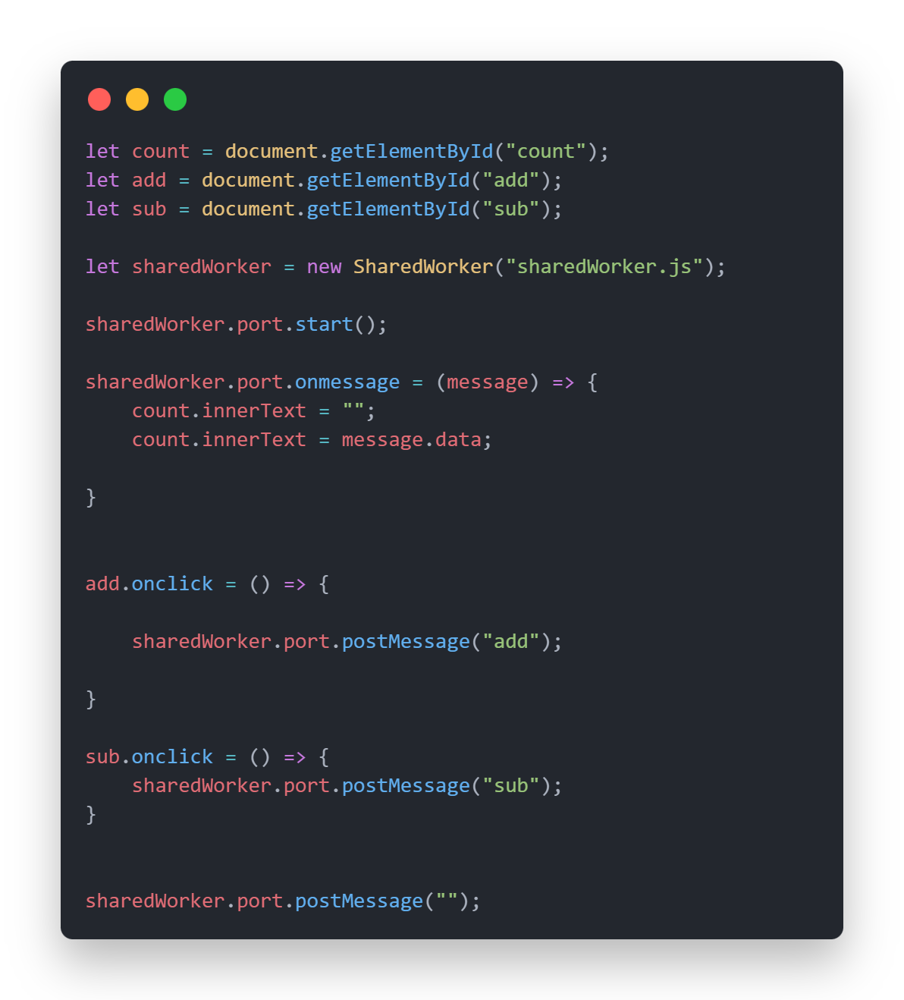 let count = document.getElementById("count");
let add = document.getElementById("add");
let sub = document.getElementById("sub");
let sharedWorker = new SharedWorker("sharedWorker.js");
sharedWorker.port.start();
sharedWorker.port.onmessage = (message) => {
    count.innerText = "";
    count.innerText = message.data;
}
add.onclick = () => {
    sharedWorker.port.postMessage("add");
}
sub.onclick = () => {
    sharedWorker.port.postMessage("sub");
}
sharedWorker.port.postMessage("");